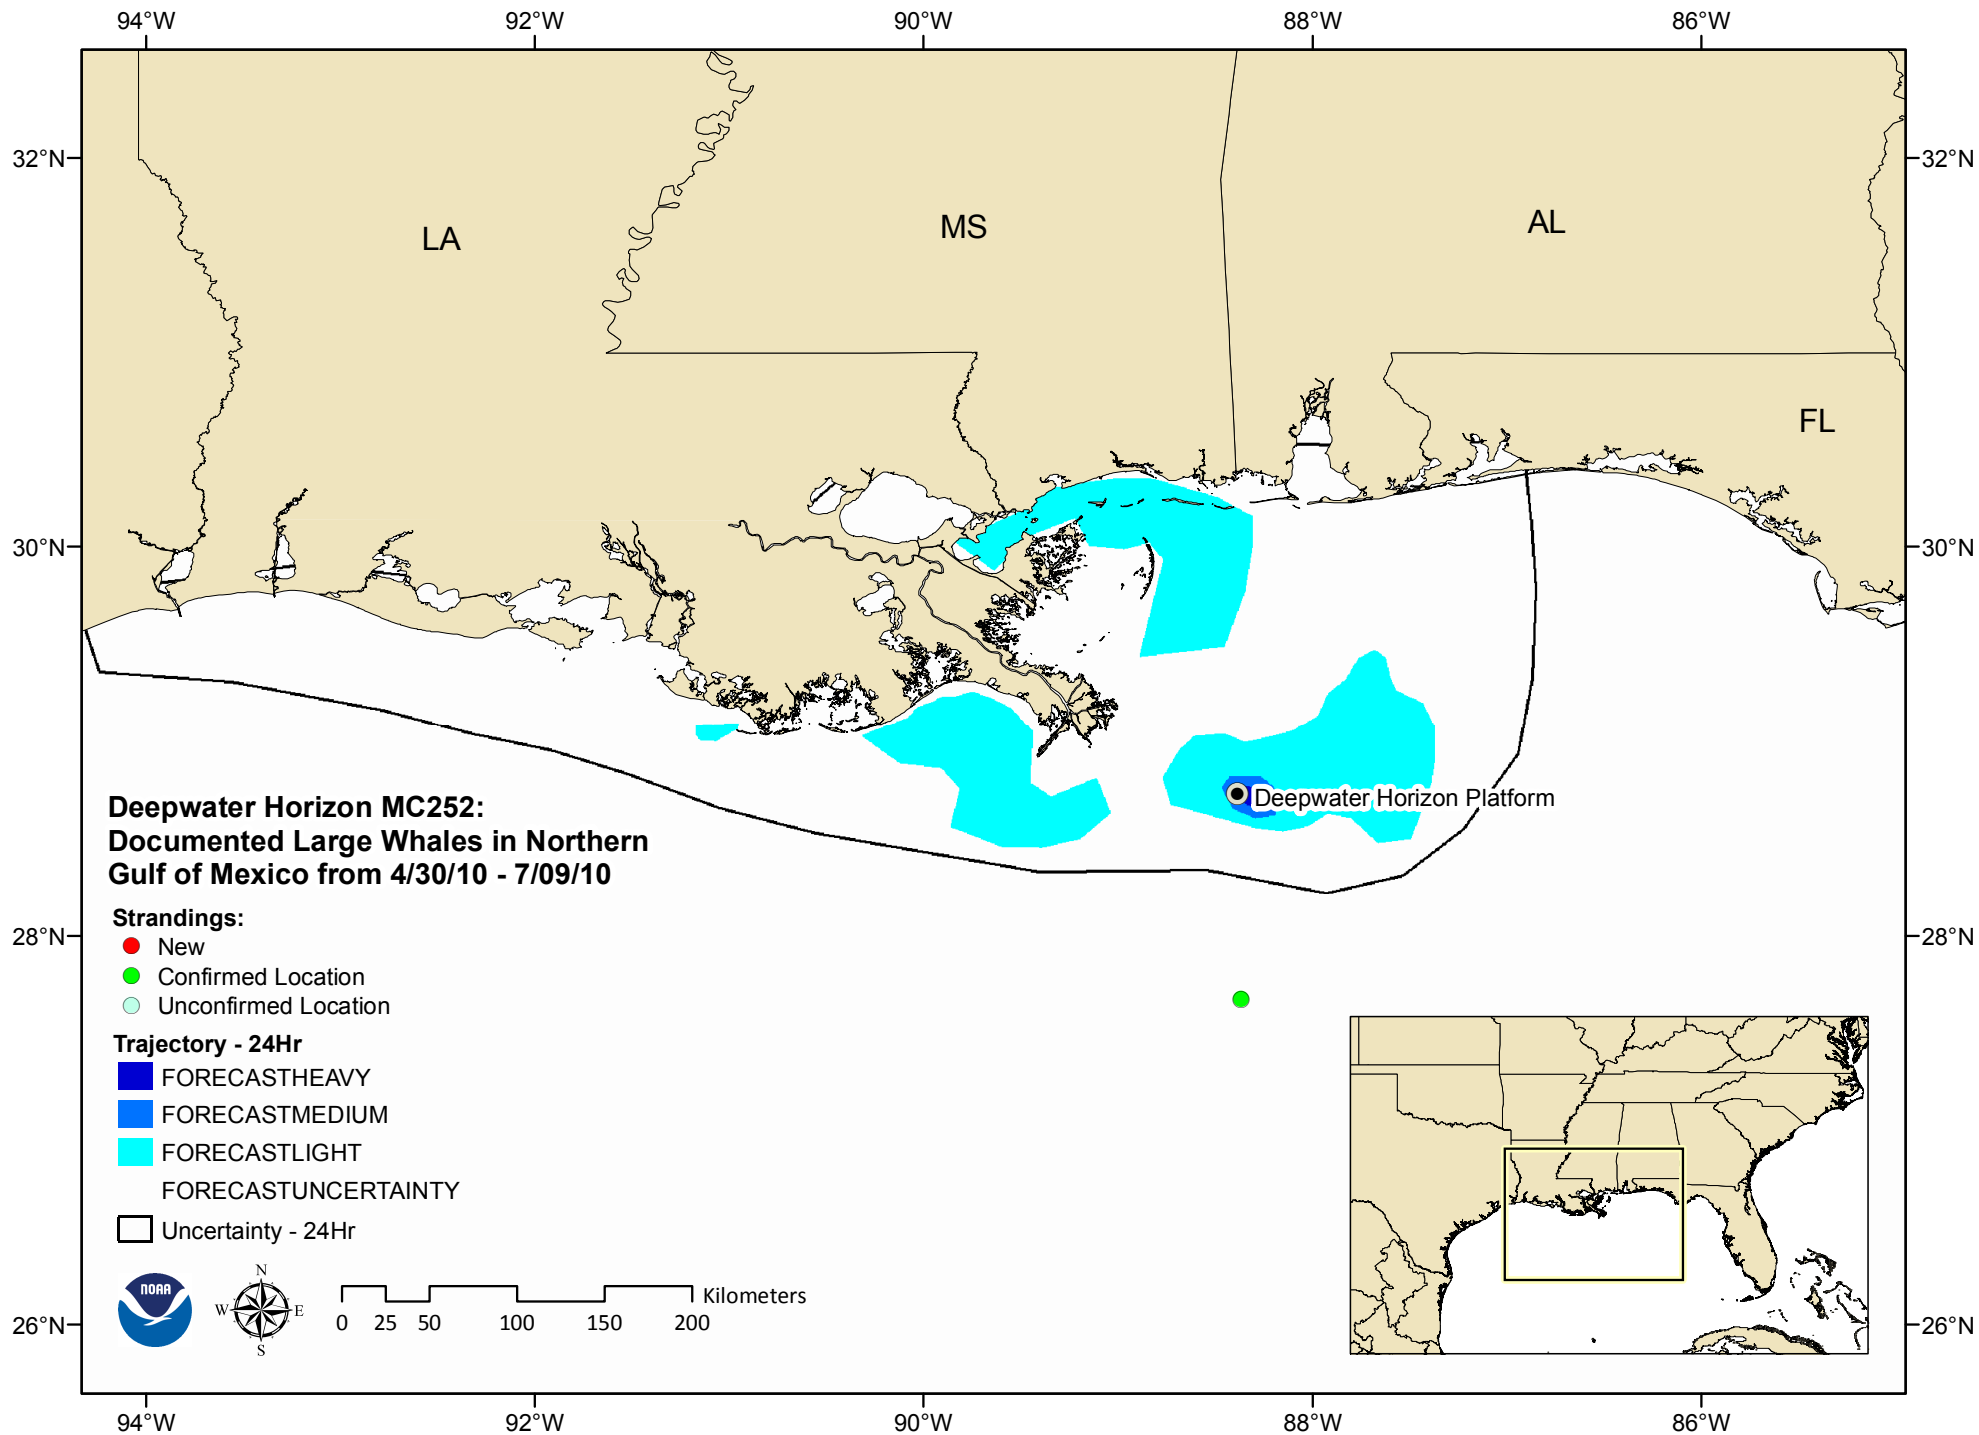 94°W 92°W 90°W 88°W 86°W
32°N 32°N
LA MS AL
FL
30°N 30°N
Deepwater Horizon Platform
Deepwater Horizon MC252:
Documented Large Whales in Northern
Gulf of Mexico from 4/30/10 - 7/09/10
Strandings:
28°N 28°N
New
Confirmed Location
Unconfirmed Location
Trajectory - 24Hr
FORECASTHEAVY
FORECASTMEDIUM
FORECASTLIGHT
FORECASTUNCERTAINTY
Uncertainty - 24Hr
NOAA
N
W E
S
Kilometers
0 25 50 100 150 200
26°N 26°N
94°W 92°W 90°W 88°W 86°W